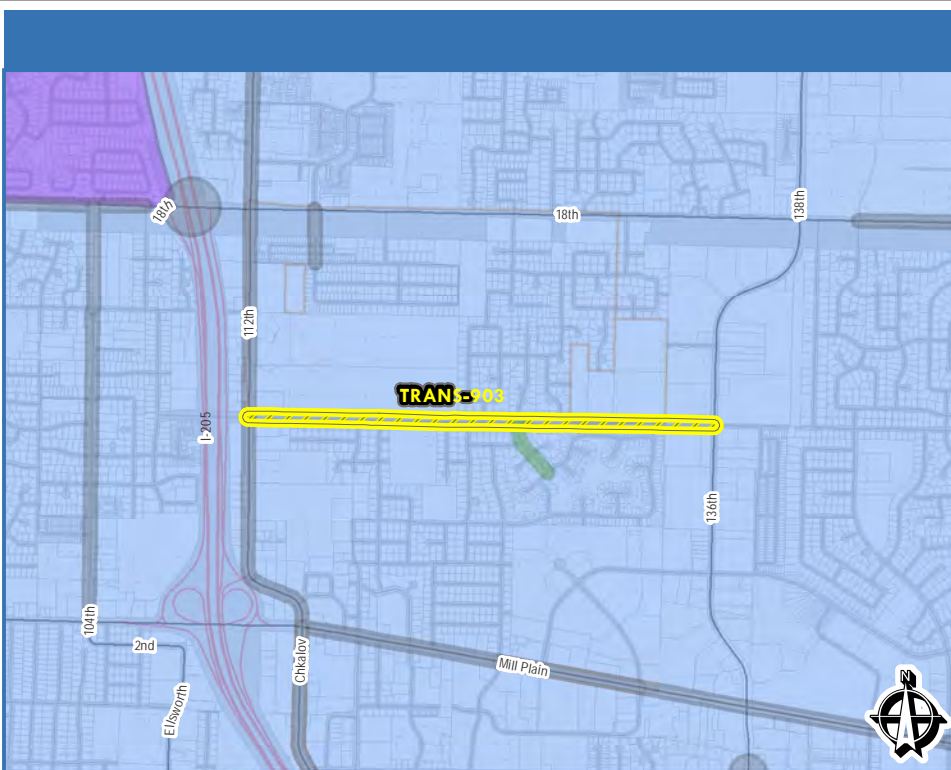 18th
18th
138th
112th
TRANS-903
I-205
136th
104th
2nd
Chkalov
Mill Plain
Ellsworth
N